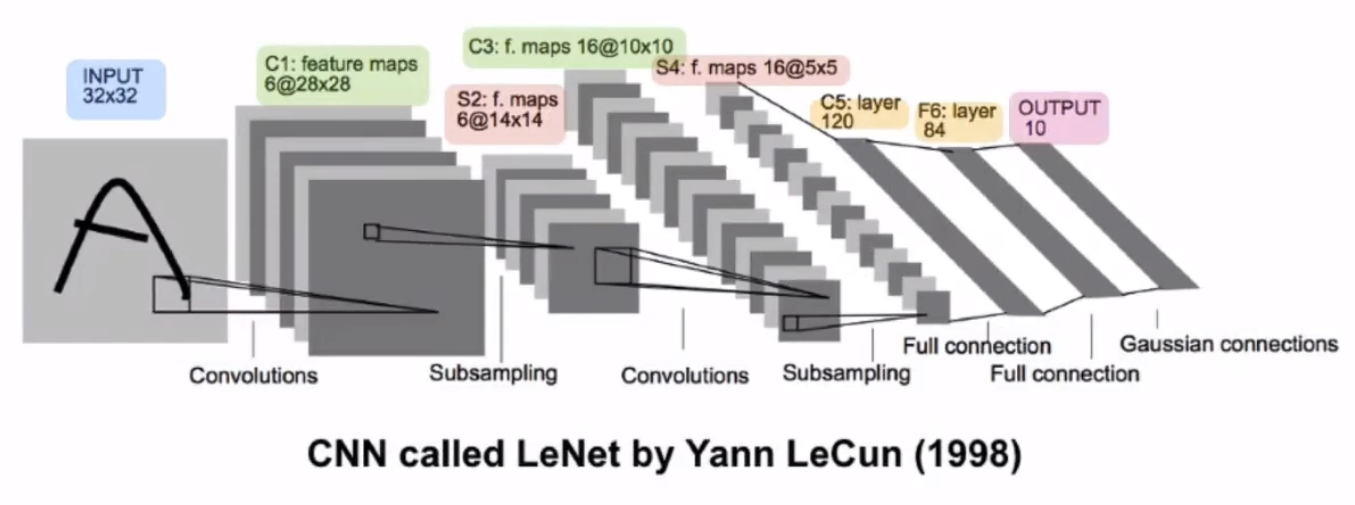 INPUT
32x32
C1: feature maps
6@28x28
S2: f. maps
6@14x14
C3: f. maps 16@10x10
S4: f. maps 16@5x5
C5: layer
120
F6: layer
84
OUTPUT
10
Convolutions
Subsampling
Convolutions
Subsampling
Full connection
Full connection
Gaussian connections
A
CNN called LeNet by Yann LeCun (1998)